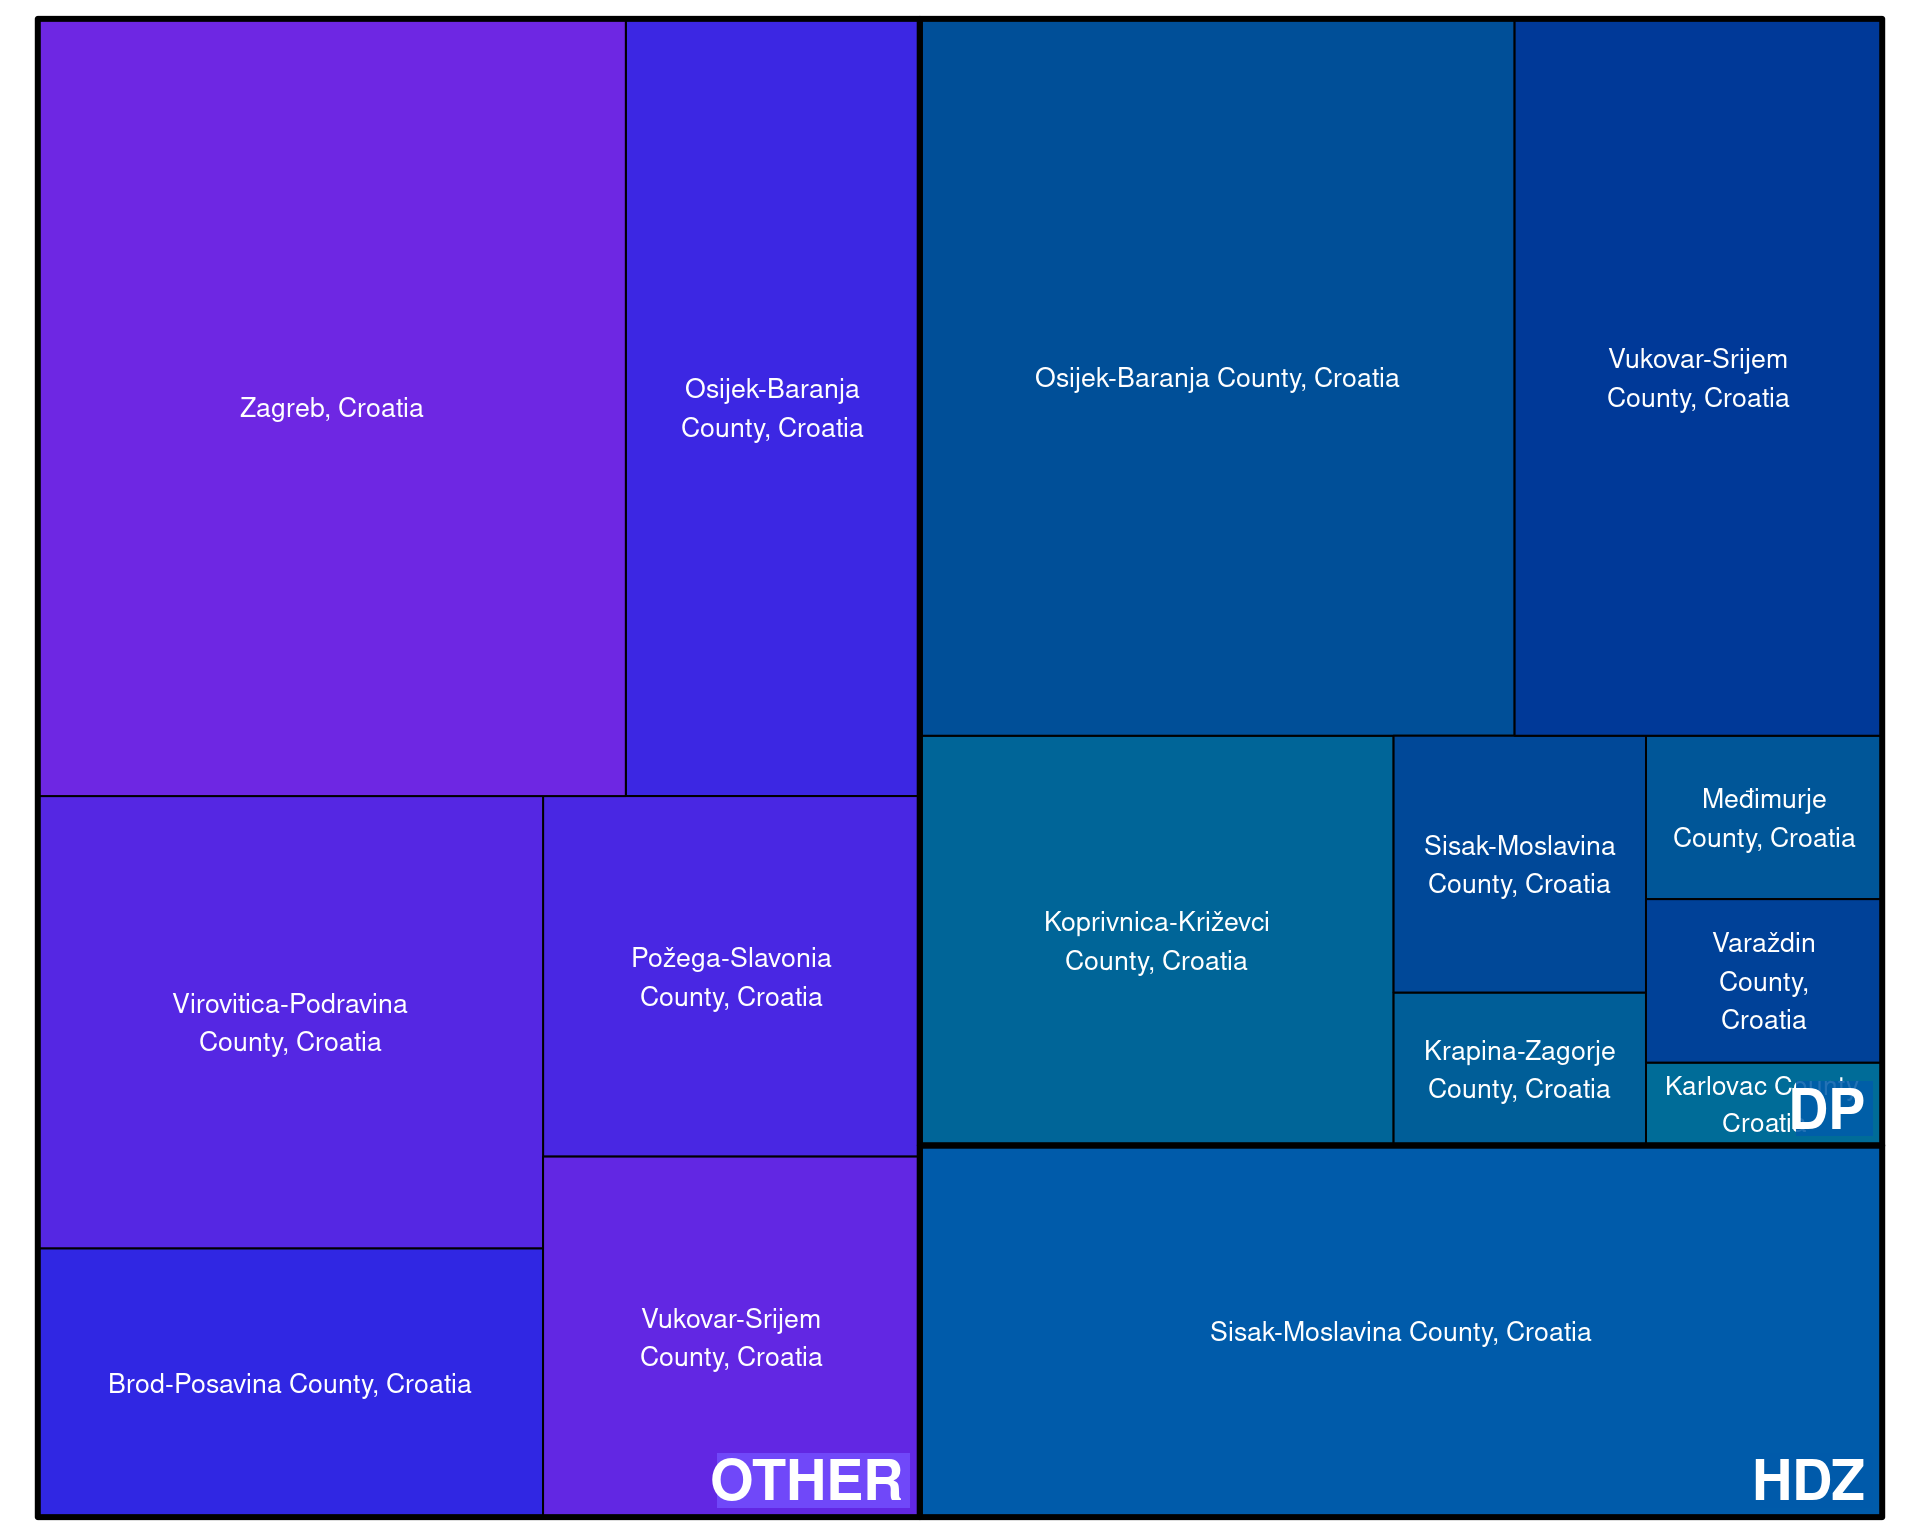 Zagreb, Croatia
Osijek-Baranja
County, Croatia
Virovitica-Podravina
County, Croatia
Požega-Slavonia
County, Croatia
Brod-Posavina County, Croatia
Vukovar-Srijem
County, Croatia
OTHER
Osijek-Baranja County, Croatia
Vukovar-Srijem
County, Croatia
Koprivnica-Križevci
County, Croatia
Sisak-Moslavina
County, Croatia
Krapina-Zagorje
County, Croatia
Međimurje
County, Croatia
Varaždin
County,
Croatia
Karlovac County,
Croatia
DP
Sisak-Moslavina County, Croatia
HDZ